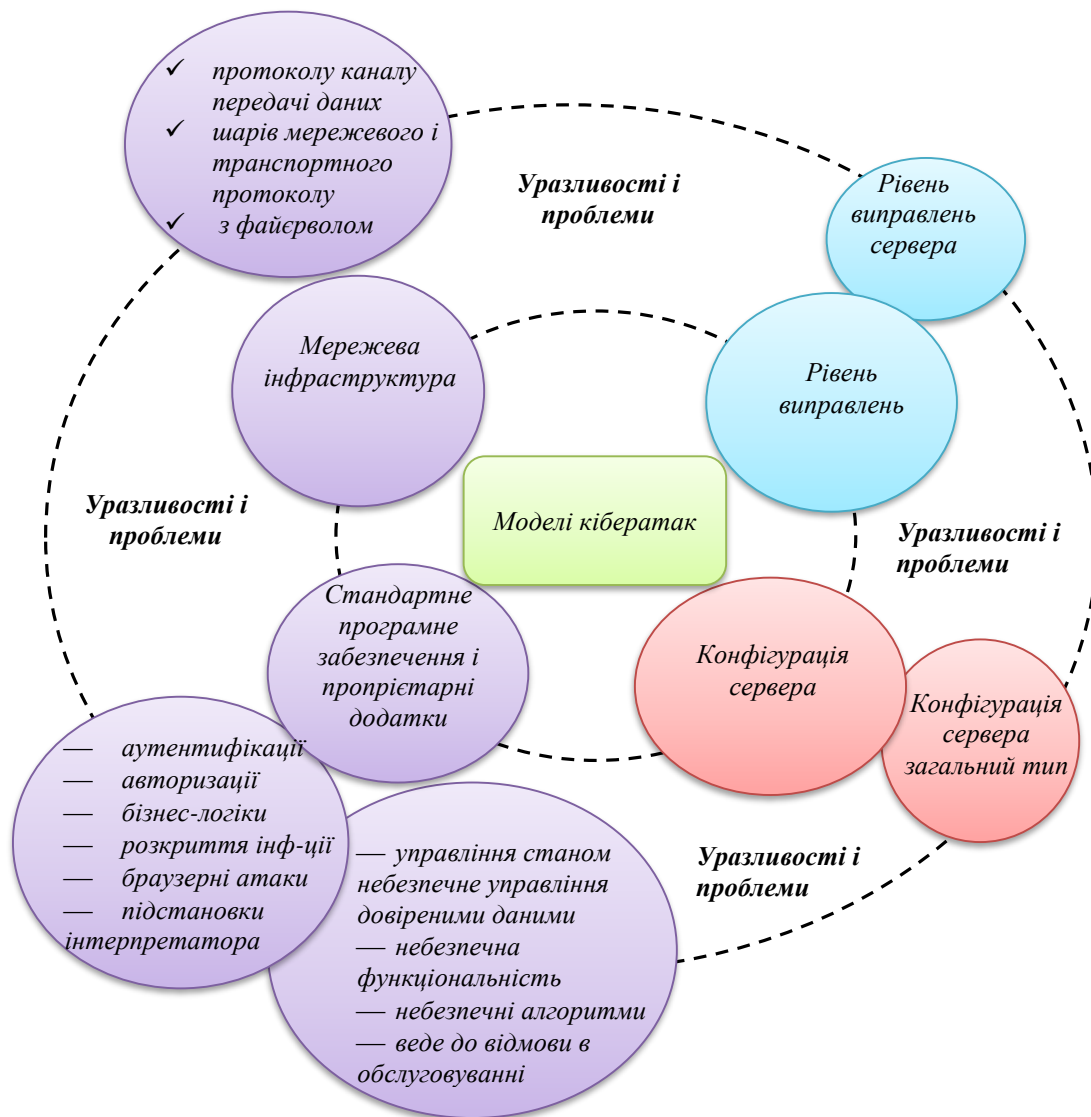 ✓ протоколу каналу
передачі даних
✓ шарів мережевого і
транспортного
протоколу
✓ з файєрволом
Уразливості і
проблеми
Рівень
виправлень
сервера
Мережева
інфраструктура
Рівень
виправлень
Уразливості і
проблеми
Моделі кібератак
Уразливості і
проблеми
Стандартне
програмне
забезпечення і
пропрієтарні
додатки
Конфігурація
сервера
Конфігурація
сервера
загальний тип
— аутентифікації
— авторизації
— бізнес-логіки
— розкриття інф-ції
— браузерні атаки
— підстановки
інтерпретатора
— управління станом
небезпечне управління
довіреними даними
— небезпечна
функціональність
— небезпечні алгоритми
— веде до відмови в
обслуговуванні
Уразливості і
проблеми